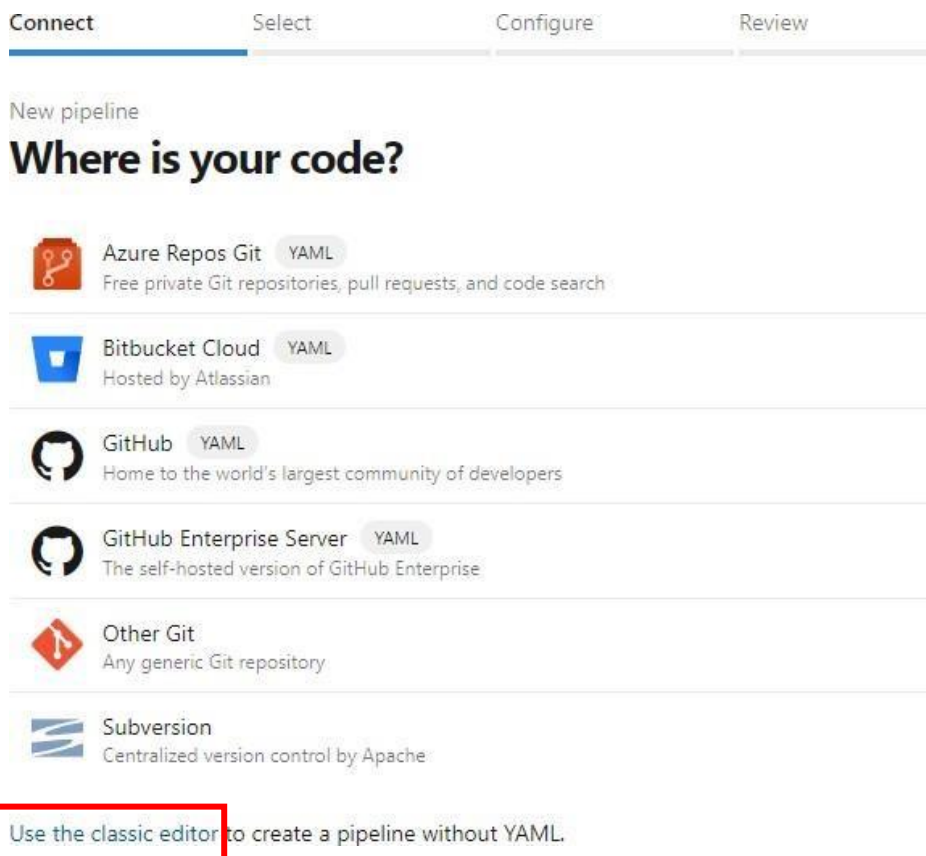 Connect Select Configure Review
New pipeline
Where is your code?
Azure Repos Git YAML
Free private Git repositories, pull requests, and code search
Bitbucket Cloud YAML
Hosted by Atlassian
GitHub YAML
Home to the world's largest community of developers
GitHub Enterprise Server YAML
The self-hosted version of GitHub Enterprise
Other Git
Any generic Git repository
Subversion
Centralized version control by Apache
Use the classic editor to create a pipeline without YAML.